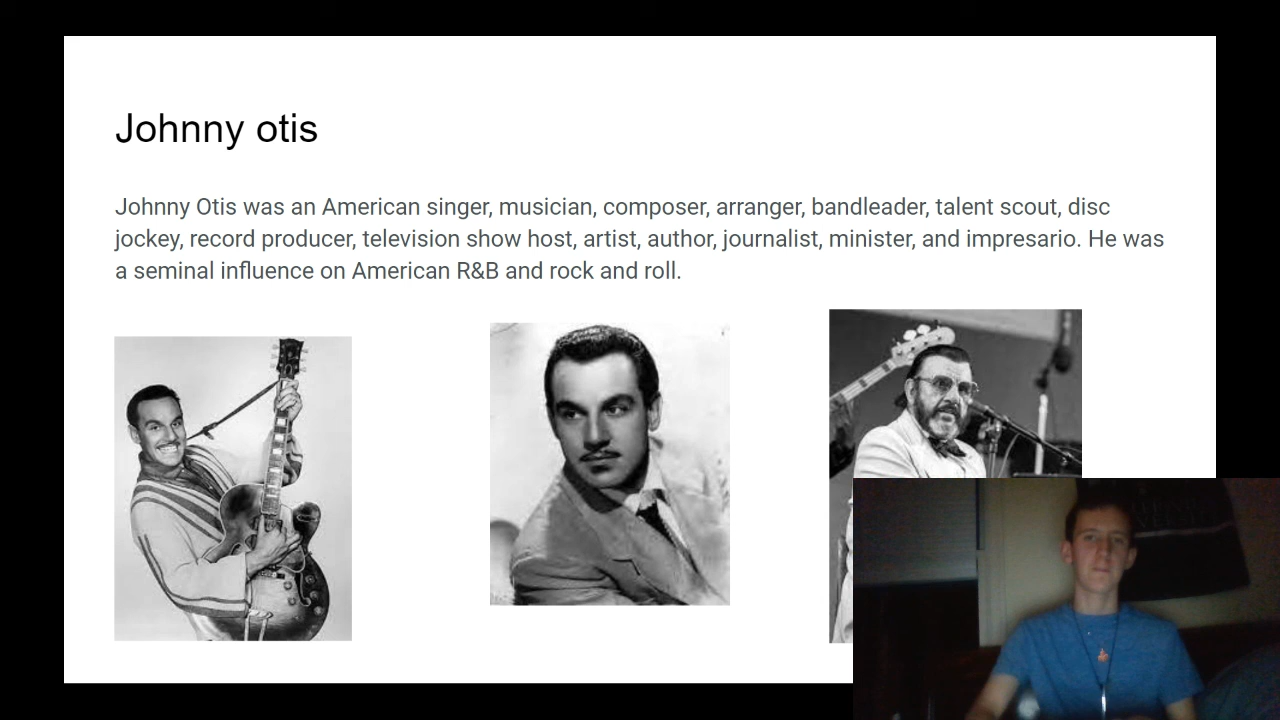 Johnny otis
Johnny Otis was an American singer, musician, composer, arranger, bandleader, talent scout, disc
jockey, record producer, television show host, artist, author, journalist, minister, and impresario. He was
a seminal influence on American R&B and rock and roll.